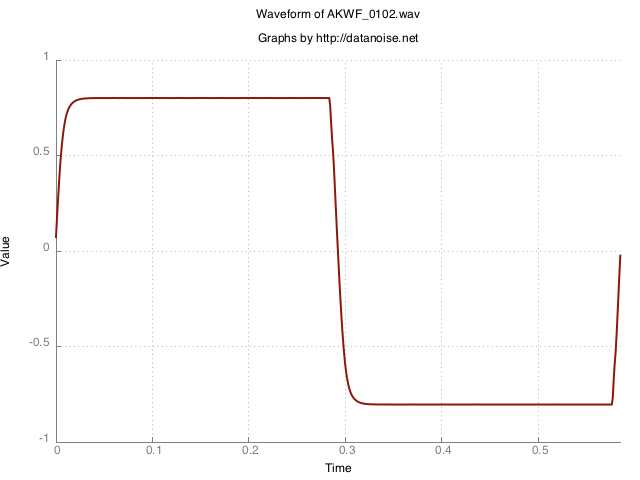 Waveform of AKWF_0102.wav
Graphs by http://datanoise.net
1
0.5
0
-0.5
-1
Value
0 0.1 0.2 0.3 0.4 0.5
Time